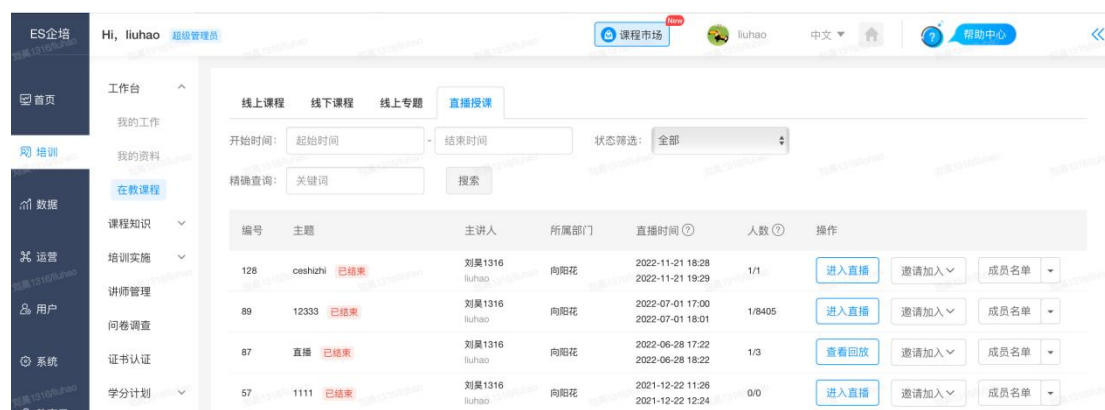 ES企培 Hi, liuhao 超级管理员 New 课程市场 liuhao 中文 帮助中心
首页
培训
数据
运营
用户
系统
工作台
我的工作
我的资料
在教课程
课程知识
培训实施
讲师管理
问卷调查
证书认证
学分计划
线上课程 线下课程 线上专题 直播授课
开始时间: 起始时间 - 结束时间 状态筛选: 全部
精确查询: 关键词 搜索
编号 主题 主讲人 所属部门 直播时间 人数 操作
128 ceshizhi 已结束 刘昊1316 向阳花 2022-11-21 18:28 1/1 进入直播 邀请加入 成员名单
liuhao 2022-11-21 19:29
89 12333 已结束 刘昊1316 向阳花 2022-07-01 17:00 1/8405 进入直播 邀请加入 成员名单
liuhao 2022-07-01 18:01
87 直播 已结束 刘昊1316 向阳花 2022-06-28 17:22 1/3 查看回放 邀请加入 成员名单
liuhao 2022-06-28 18:22
57 1111 已结束 刘昊1316 向阳花 2021-12-22 11:26 0/0 进入直播 邀请加入 成员名单
liuhao 2021-12-22 12:24